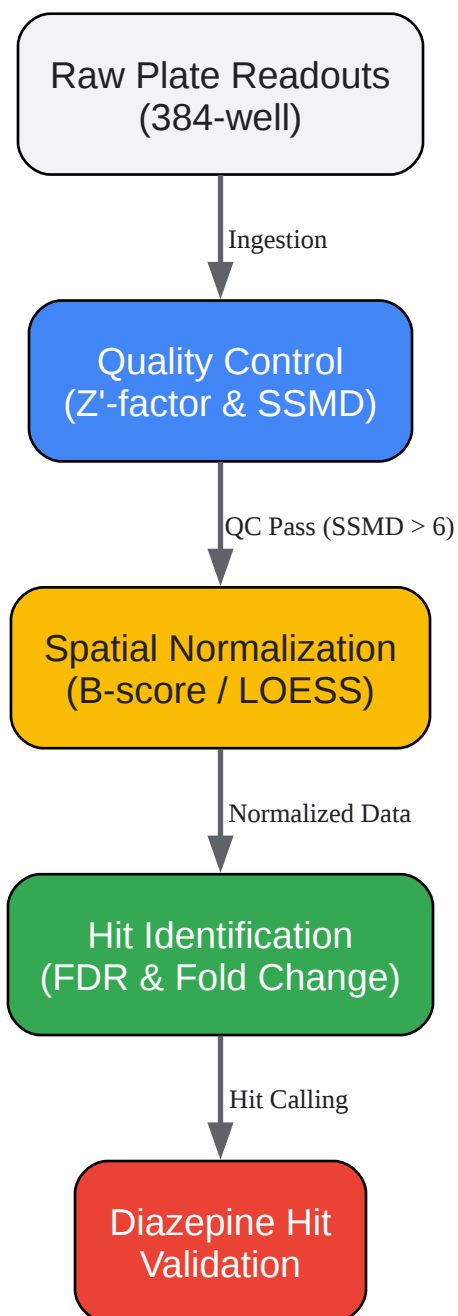 Raw Plate Readouts
(384-well)
Ingestion
Quality Control
(Z'-factor & SSMD)
QC Pass (SSMD > 6)
Spatial Normalization
(B-score / LOESS)
Normalized Data
Hit Identification
(FDR & Fold Change)
Hit Calling
Diazepine Hit
Validation